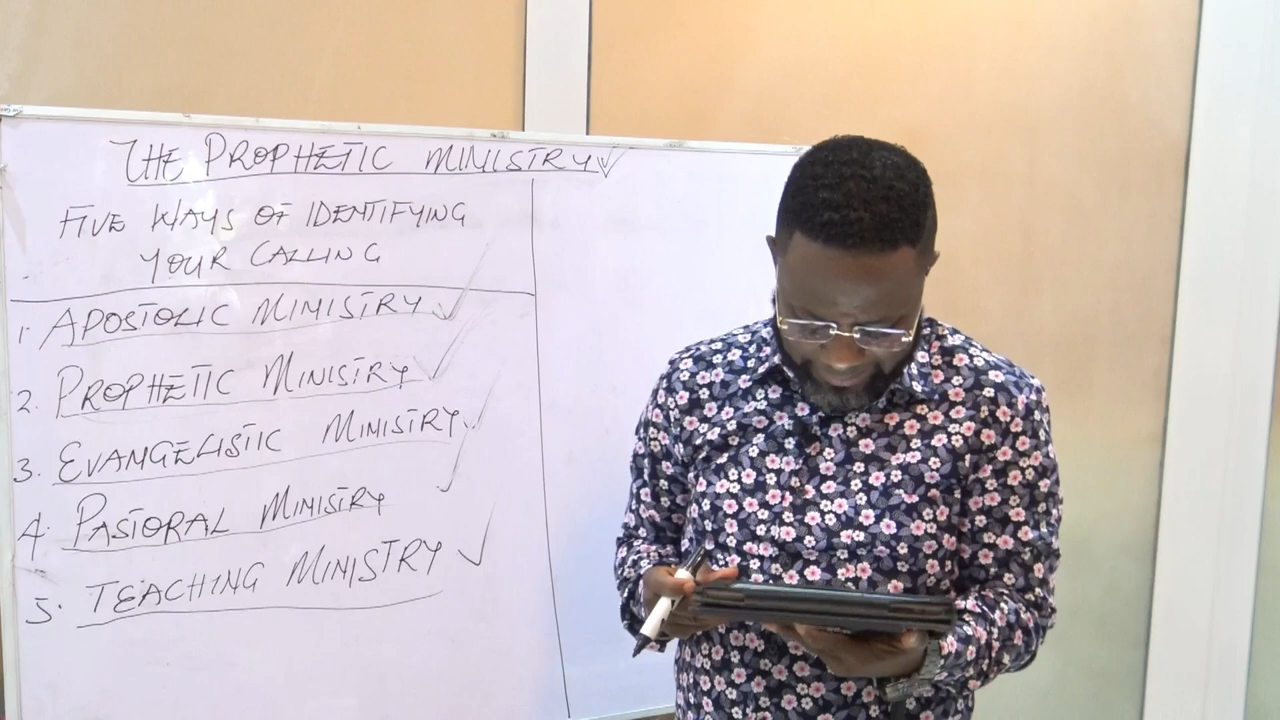 THE PROPHETIC MINISTRY
FIVE WAYS OF IDENTIFYING
YOUR CALLING
1. APOSTOLIC MINISTRY
2. PROPHETIC MINISTRY
3. EVANGELISTIC MINISTRY
4. PASTORAL MINISTRY
5. TEACHING MINISTRY